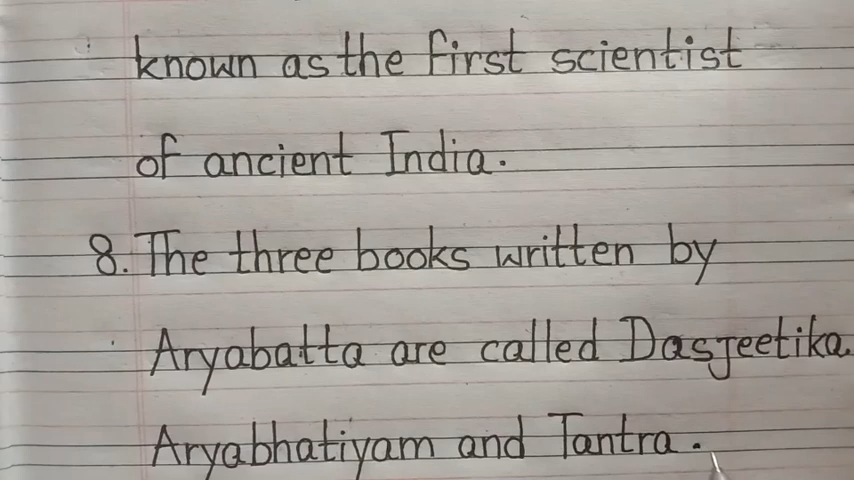 known as the first scientist
of ancient India.
8. The three books written by
Aryabatta are called Dasjeetika.
Aryabhatiyam and Tantra.